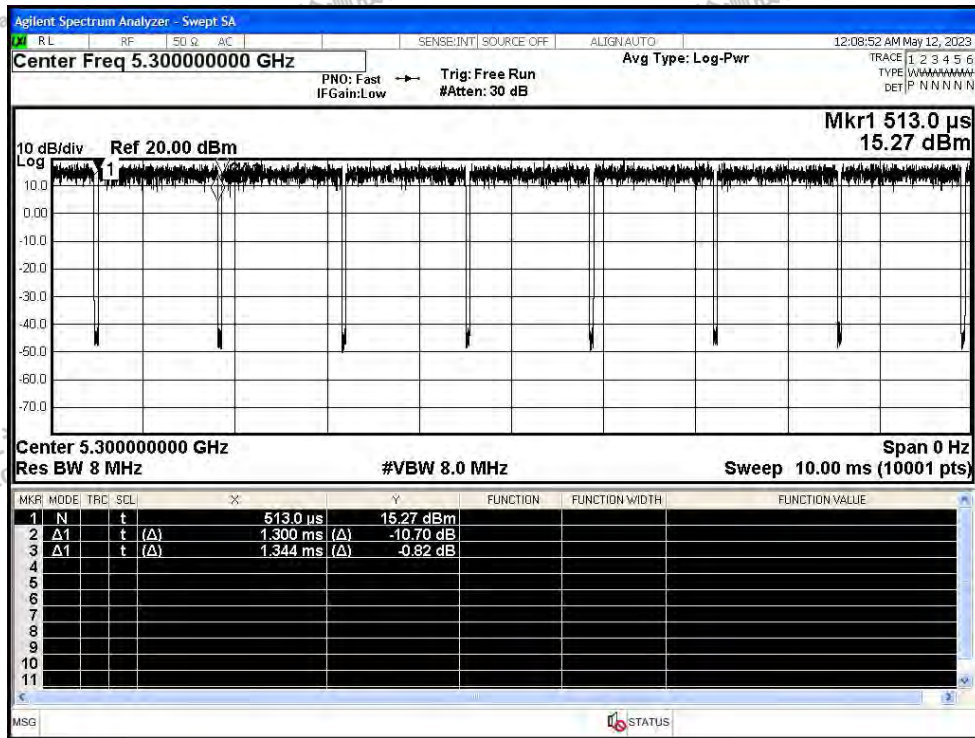 Agilent Spectrum Analyzer - Swept SA
LXI RL RF 50 Ω AC SENSE:INT SOURCE OFF ALIGNAUTO 12:08:52 AM May 12, 2023
Center Freq 5.300000000 GHz Avg Type: Log-Pwr TRACE 1 2 3 4 5 6
PNO: Fast Trig: Free Run TYPE WWWWWW
IFGain:Low #Atten: 30 dB DET P N N N N N
Mkr1 513.0 µs
10 dB/div Ref 20.00 dBm 15.27 dBm
Log
1
10.0
0.00
-10.0
-20.0
-30.0
-40.0
-50.0
-60.0
-70.0
Center 5.300000000 GHz Span 0 Hz
Res BW 8 MHz #VBW 8.0 MHz Sweep 10.00 ms (10001 pts)
MKR MODE TRC SCL X Y FUNCTION FUNCTION WIDTH FUNCTION VALUE
1 N t 513.0 µs 15.27 dBm
2 Δ1 t (Δ) 1.300 ms (Δ) -10.70 dB
3 Δ1 t (Δ) 1.344 ms (Δ) -0.82 dB
4
5
6
7
8
9
10
11
MSG STATUS